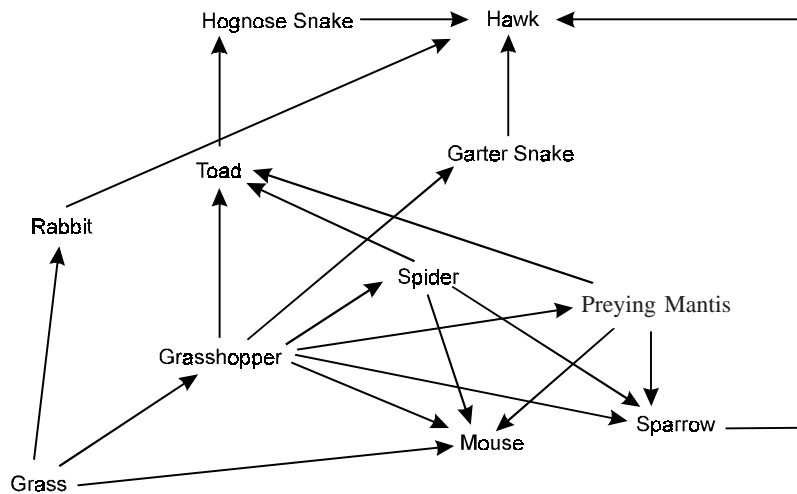 Hognose Snake
Hawk
Garter Snake
Toad
Rabbit
Spider
Preying Mantis
Grasshopper
Sparrow
Mouse
Grass